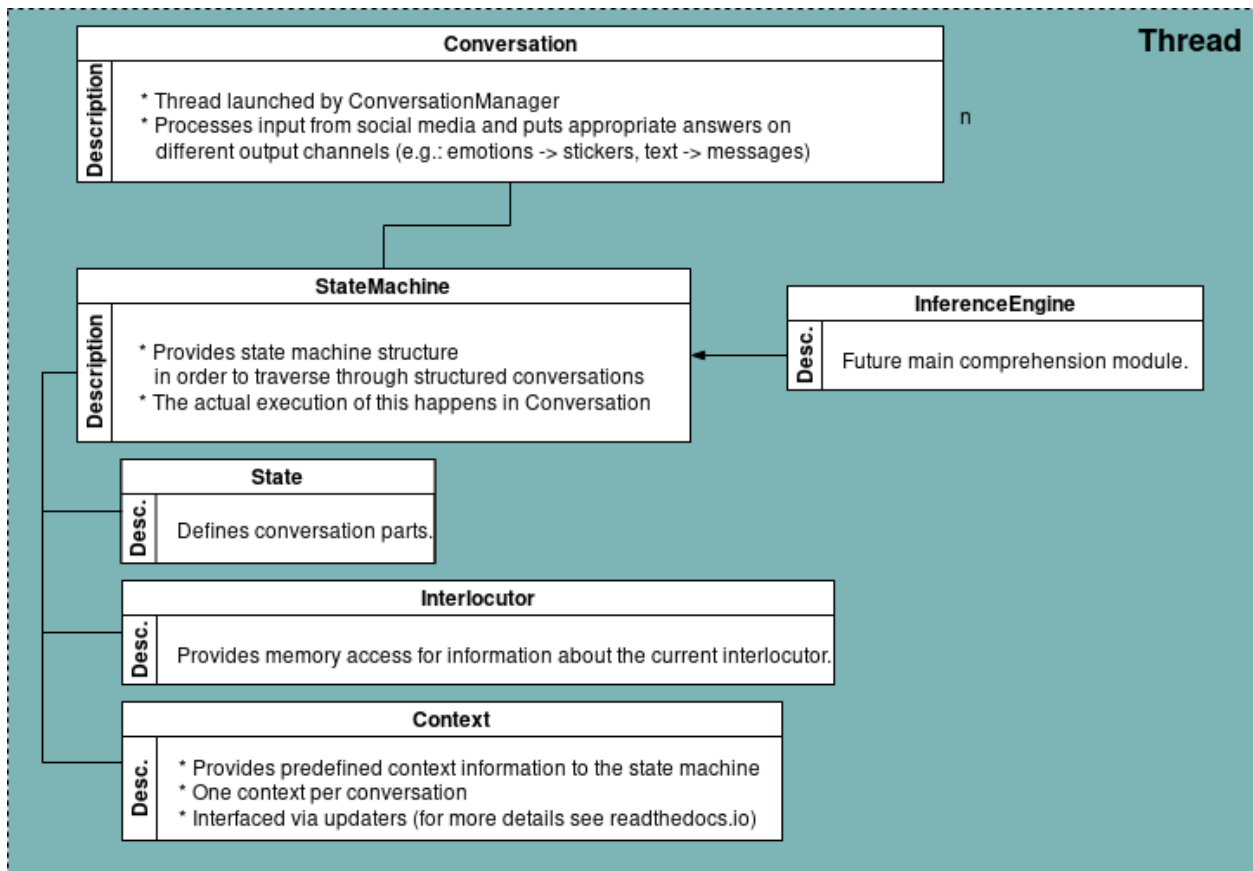 Thread
Conversation
Description
* Thread launched by ConversationManager
* Processes input from social media and puts appropriate answers on
different output channels (e.g.: emotions -> stickers, text -> messages)
n
StateMachine
Description
* Provides state machine structure
in order to traverse through structured conversations
* The actual execution of this happens in Conversation
InferenceEngine
Desc.
Future main comprehension module.
State
Desc.
Defines conversation parts.
Interlocutor
Desc.
Provides memory access for information about the current interlocutor.
Context
Desc.
* Provides predefined context information to the state machine
* One context per conversation
* Interfaced via updaters (for more details see readthedocs.io)